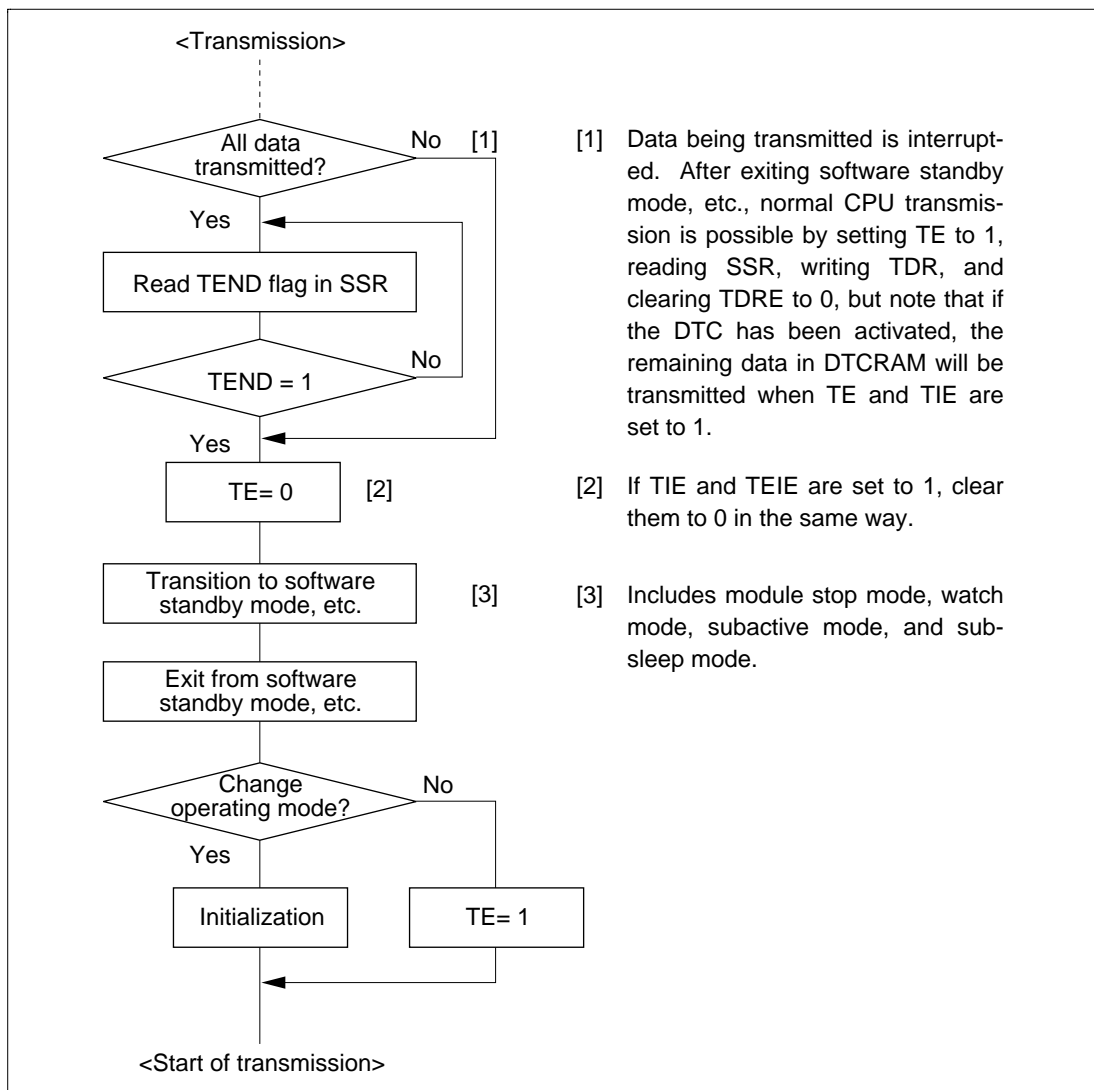 <Transmission>
All data
transmitted?
No
[1]
Yes
Read TEND flag in SSR
TEND = 1
No
Yes
TE= 0
[2]
Transition to software
standby mode, etc.
[3]
Exit from software
standby mode, etc.
Change
operating mode?
No
Yes
Initialization
TE= 1
<Start of transmission>
[1] Data being transmitted is interrupt-
ed. After exiting software standby
mode, etc., normal CPU transmis-
sion is possible by setting TE to 1,
reading SSR, writing TDR, and
clearing TDRE to 0, but note that if
the DTC has been activated, the
remaining data in DTCRAM will be
transmitted when TE and TIE are
set to 1.
[2] If TIE and TEIE are set to 1, clear
them to 0 in the same way.
[3] Includes module stop mode, watch
mode, subactive mode, and sub-
sleep mode.